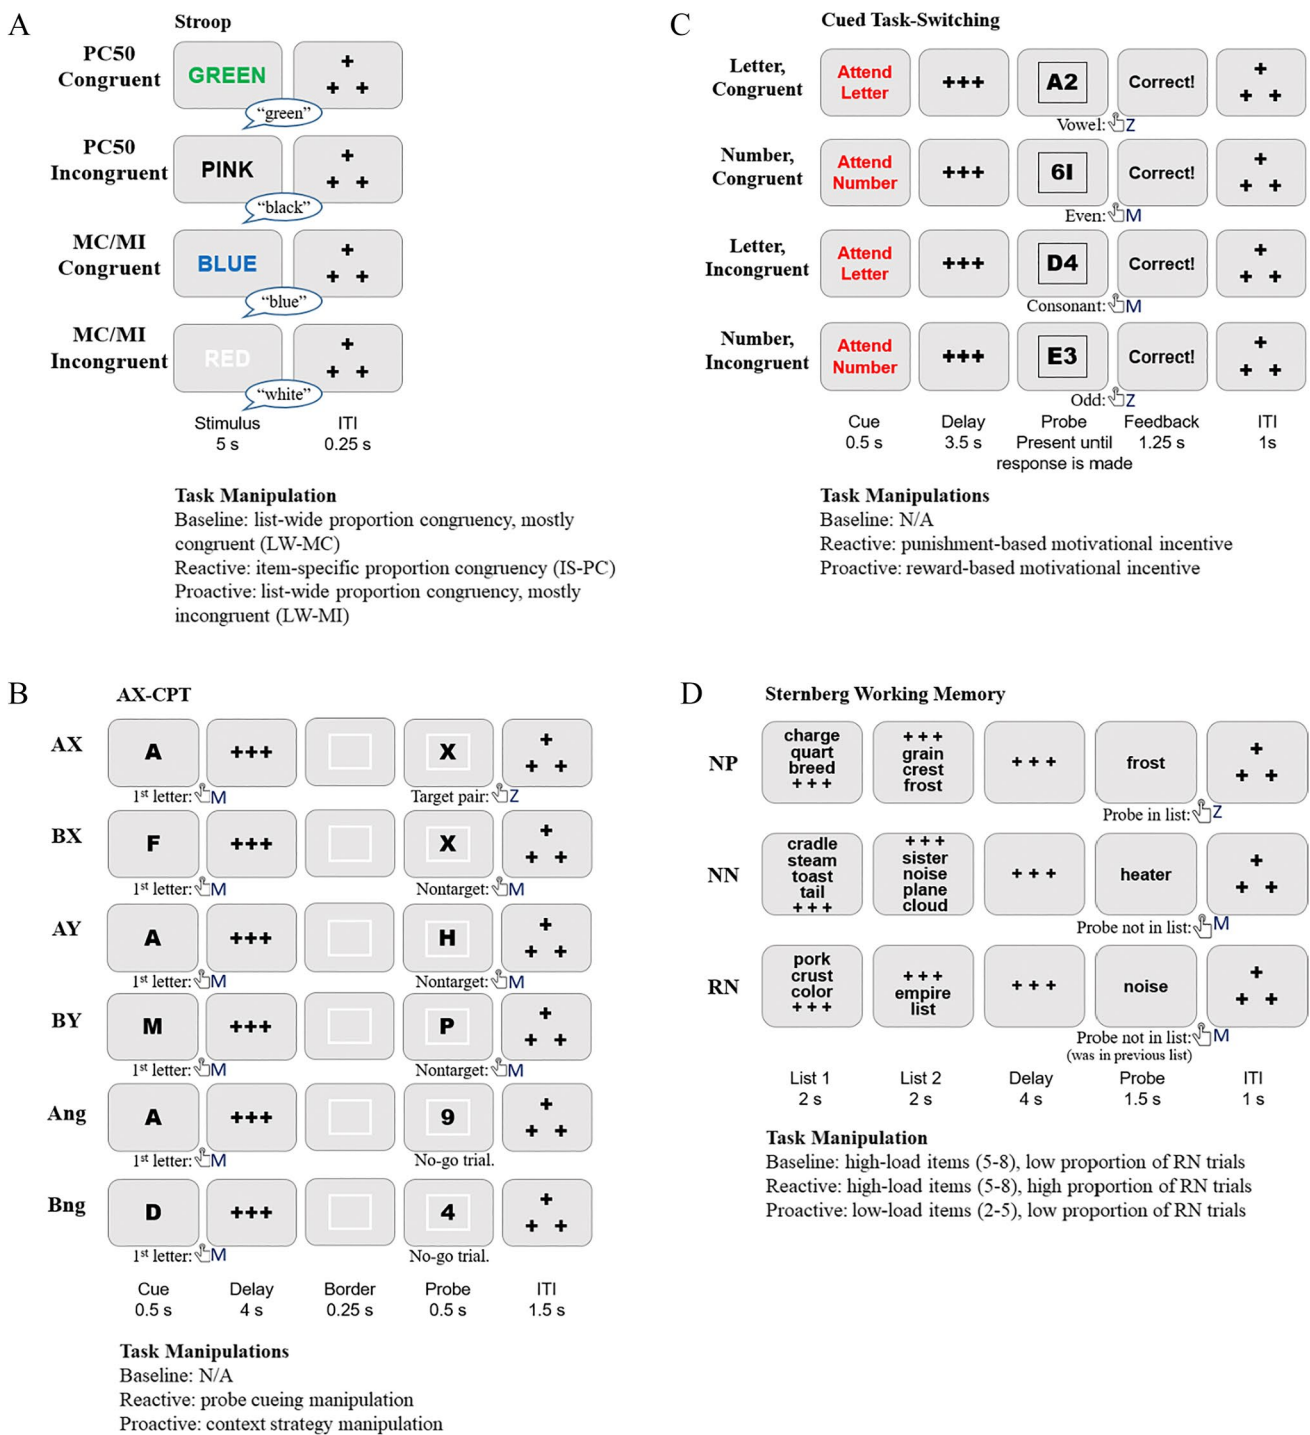 A
Stroop
PC50
Congruent
GREEN
+
+ +
“green”
PC50
Incongruent
PINK
+
+ +
“black”
MC/MI
Congruent
BLUE
+
+ +
“blue”
MC/MI
Incongruent
RED
+
+ +
“white”
Stimulus
5 s
ITI
0.25 s
Task Manipulation
Baseline: list-wide proportion congruency, mostly
congruent (LW-MC)
Reactive: item-specific proportion congruency (IS-PC)
Proactive: list-wide proportion congruency, mostly
incongruent (LW-MI)
B
AX-CPT
AX
A
+++
X
+
+ +
1st letter: M
Target pair: Z
BX
F
+++
X
+
+ +
1st letter: M
Nontarget: M
AY
A
+++
H
+
+ +
1st letter: M
Nontarget: M
BY
M
+++
P
+
+ +
1st letter: M
Nontarget: M
Ang
A
+++
9
+
+ +
1st letter: M
No-go trial.
Bng
D
+++
4
+
+ +
1st letter: M
No-go trial.
Cue
0.5 s
Delay
4 s
Border
0.25 s
Probe
0.5 s
ITI
1.5 s
Task Manipulations
Baseline: N/A
Reactive: probe cueing manipulation
Proactive: context strategy manipulation
C
Cued Task-Switching
Letter,
Congruent
Attend
Letter
+++
A2
Correct!
+
+ +
Vowel: Z
Number,
Congruent
Attend
Number
+++
6I
Correct!
+
+ +
Even: M
Letter,
Incongruent
Attend
Letter
+++
D4
Correct!
+
+ +
Consonant: M
Number,
Incongruent
Attend
Number
+++
E3
Correct!
+
+ +
Odd: Z
Cue
0.5 s
Delay
3.5 s
Probe
Present until
response is made
Feedback
1.25 s
ITI
1s
Task Manipulations
Baseline: N/A
Reactive: punishment-based motivational incentive
Proactive: reward-based motivational incentive
D
Sternberg Working Memory
NP
charge
quart
breed
+ + +
+ + +
grain
crest
frost
+ + +
frost
+
+ +
Probe in list: Z
NN
cradle
steam
toast
tail
+ + +
+ + +
sister
noise
plane
cloud
+ + +
heater
+
+ +
Probe not in list: M
RN
pork
crust
color
+ + +
+ + +
empire
list
+ + +
noise
+
+ +
Probe not in list: M
(was in previous list)
List 1
2 s
List 2
2 s
Delay
4 s
Probe
1.5 s
ITI
1 s
Task Manipulation
Baseline: high-load items (5-8), low proportion of RN trials
Reactive: high-load items (5-8), high proportion of RN trials
Proactive: low-load items (2-5), low proportion of RN trials